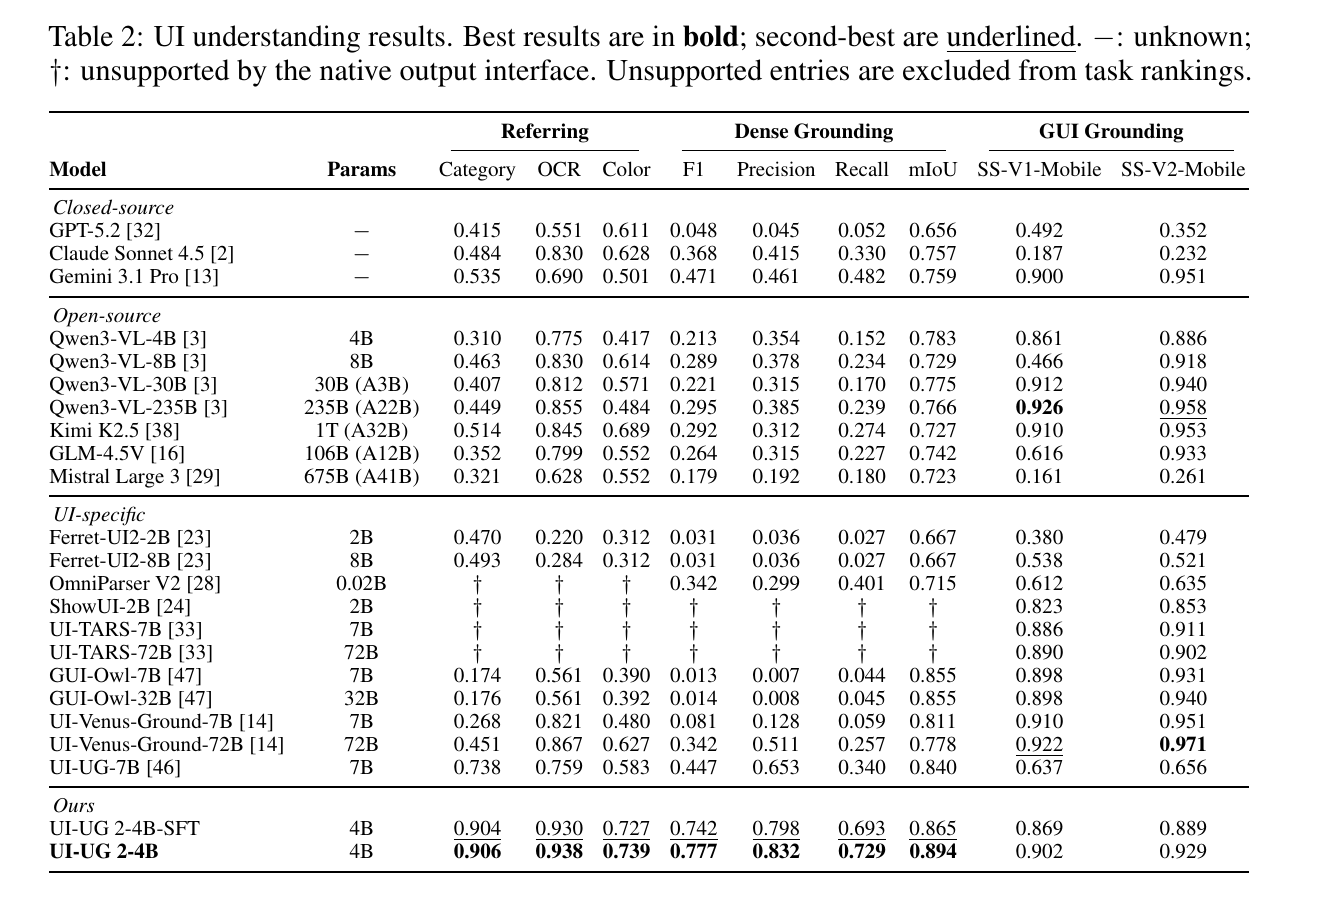 Table 2: UI understanding results. Best results are in bold; second-best are underlined. −: unknown;
†: unsupported by the native output interface. Unsupported entries are excluded from task rankings.
Referring Dense Grounding GUI Grounding
Model Params Category OCR Color F1 Precision Recall mIoU SS-V1-Mobile SS-V2-Mobile
Closed-source
GPT-5.2 [32] − 0.415 0.551 0.611 0.048 0.045 0.052 0.656 0.492 0.352
Claude Sonnet 4.5 [2] − 0.484 0.830 0.628 0.368 0.415 0.330 0.757 0.187 0.232
Gemini 3.1 Pro [13] − 0.535 0.690 0.501 0.471 0.461 0.482 0.759 0.900 0.951
Open-source
Qwen3-VL-4B [3] 4B 0.310 0.775 0.417 0.213 0.354 0.152 0.783 0.861 0.886
Qwen3-VL-8B [3] 8B 0.463 0.830 0.614 0.289 0.378 0.234 0.729 0.466 0.918
Qwen3-VL-30B [3] 30B (A3B) 0.407 0.812 0.571 0.221 0.315 0.170 0.775 0.912 0.940
Qwen3-VL-235B [3] 235B (A22B) 0.449 0.855 0.484 0.295 0.385 0.239 0.766 0.926 0.958
Kimi K2.5 [38] 1T (A32B) 0.514 0.845 0.689 0.292 0.312 0.274 0.727 0.910 0.953
GLM-4.5V [16] 106B (A12B) 0.352 0.799 0.552 0.264 0.315 0.227 0.742 0.616 0.933
Mistral Large 3 [29] 675B (A41B) 0.321 0.628 0.552 0.179 0.192 0.180 0.723 0.161 0.261
UI-specific
Ferret-UI2-2B [23] 2B 0.470 0.220 0.312 0.031 0.036 0.027 0.667 0.380 0.479
Ferret-UI2-8B [23] 8B 0.493 0.284 0.312 0.031 0.036 0.027 0.667 0.538 0.521
OmniParser V2 [28] 0.02B † † † 0.342 0.299 0.401 0.715 0.612 0.635
ShowUI-2B [24] 2B † † † † † † † 0.823 0.853
UI-TARS-7B [33] 7B † † † † † † † 0.886 0.911
UI-TARS-72B [33] 72B † † † † † † † 0.890 0.902
GUI-Owl-7B [47] 7B 0.174 0.561 0.390 0.013 0.007 0.044 0.855 0.898 0.931
GUI-Owl-32B [47] 32B 0.176 0.561 0.392 0.014 0.008 0.045 0.855 0.898 0.940
UI-Venus-Ground-7B [14] 7B 0.268 0.821 0.480 0.081 0.128 0.059 0.811 0.910 0.951
UI-Venus-Ground-72B [14] 72B 0.451 0.867 0.627 0.342 0.511 0.257 0.778 0.922 0.971
UI-UG-7B [46] 7B 0.738 0.759 0.583 0.447 0.653 0.340 0.840 0.637 0.656
Ours
UI-UG 2-4B-SFT 4B 0.904 0.930 0.727 0.742 0.798 0.693 0.865 0.869 0.889
UI-UG 2-4B 4B 0.906 0.938 0.739 0.777 0.832 0.729 0.894 0.902 0.929